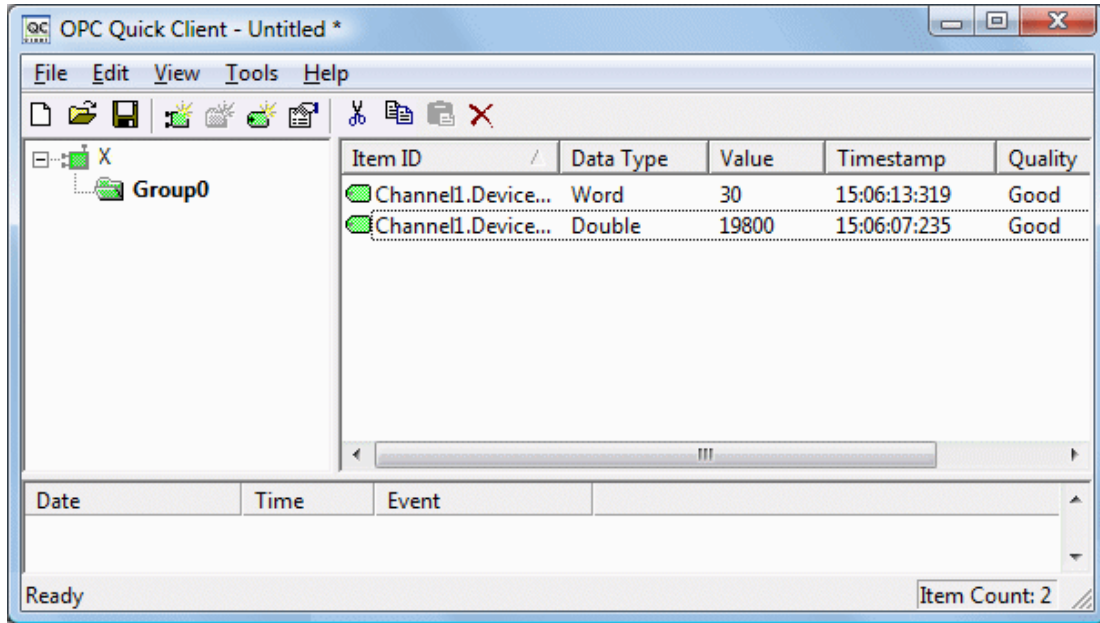 OPC Quick Client - Untitled *
File Edit View Tools Help
X
Group0
Item ID Data Type Value Timestamp Quality
Channel1.Device... Word 30 15:06:13:319 Good
Channel1.Device... Double 19800 15:06:07:235 Good
Date Time Event
Ready Item Count: 2